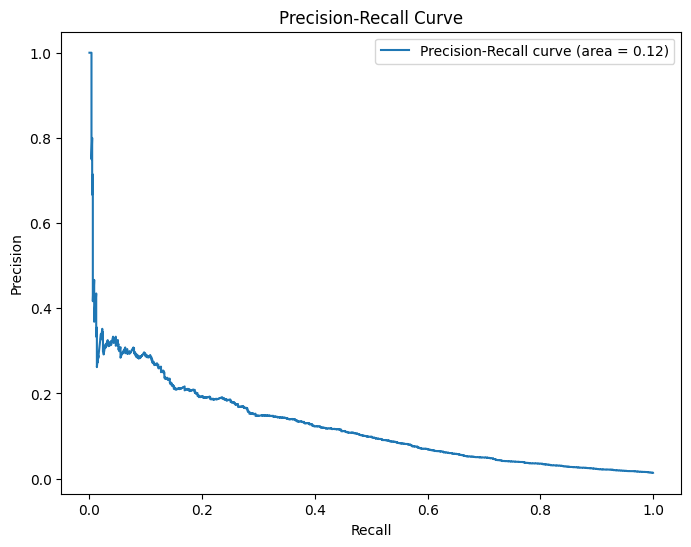 Precision-Recall Curve
Precision-Recall curve (area = 0.12)
Precision
1.0
0.8
0.6
0.4
0.2
0.0
0.0 0.2 0.4 0.6 0.8 1.0
Recall